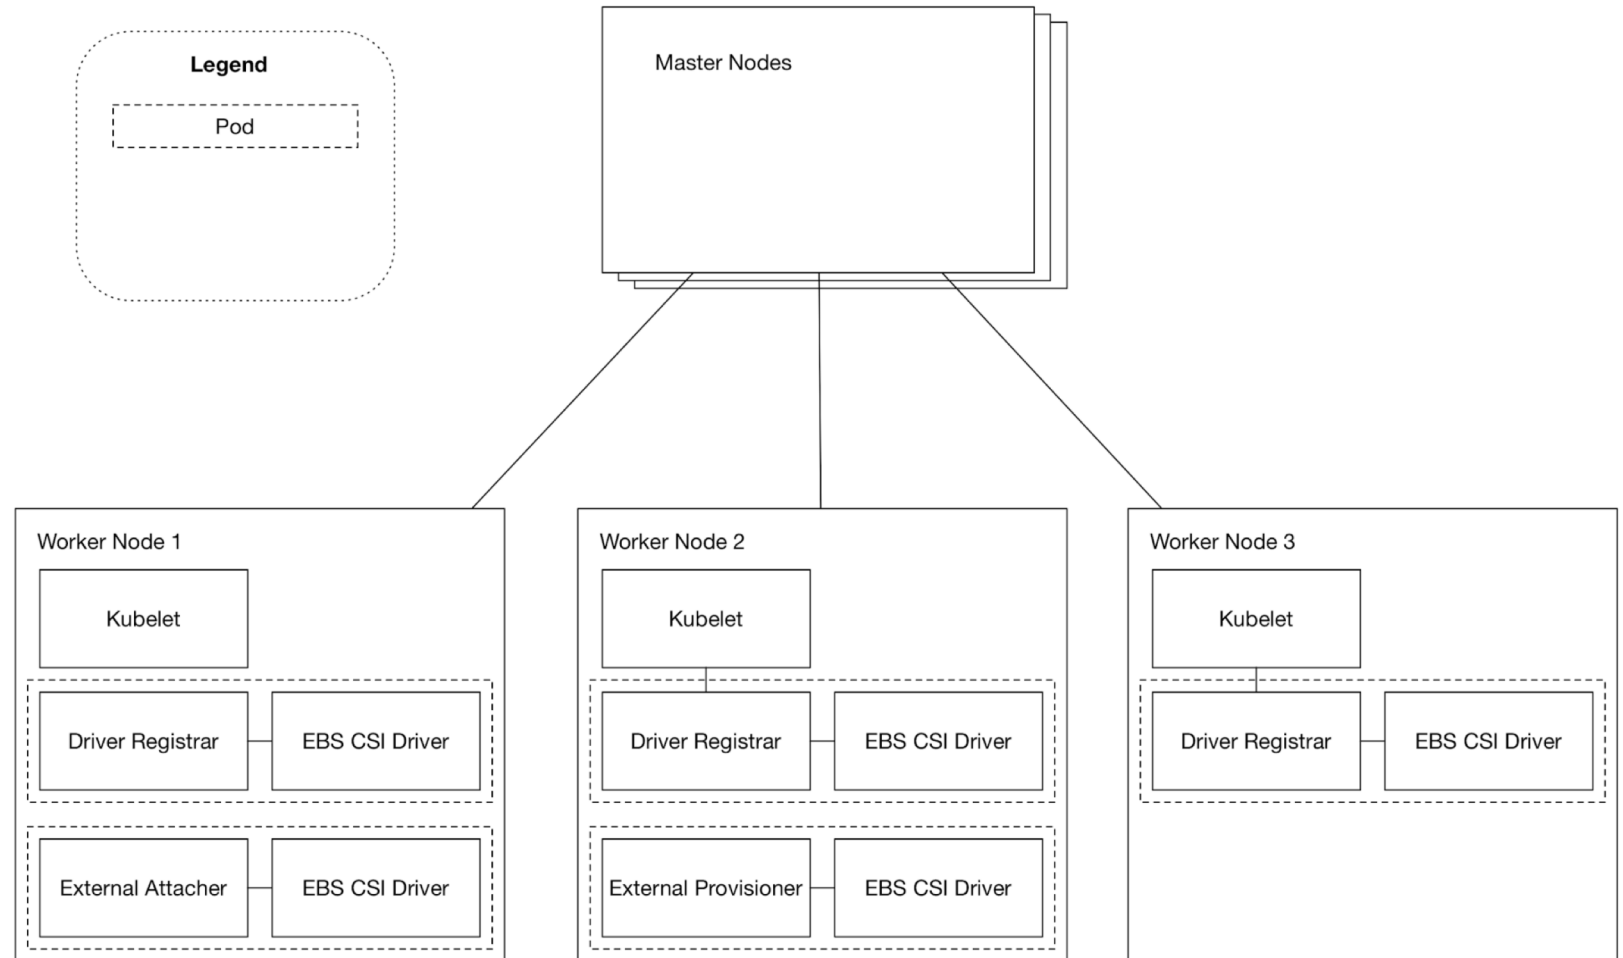 Legend
Pod
Master Nodes
Worker Node 1
Kubelet
Driver Registrar
EBS CSI Driver
External Attacher
EBS CSI Driver
Worker Node 2
Kubelet
Driver Registrar
EBS CSI Driver
External Provisioner
EBS CSI Driver
Worker Node 3
Kubelet
Driver Registrar
EBS CSI Driver